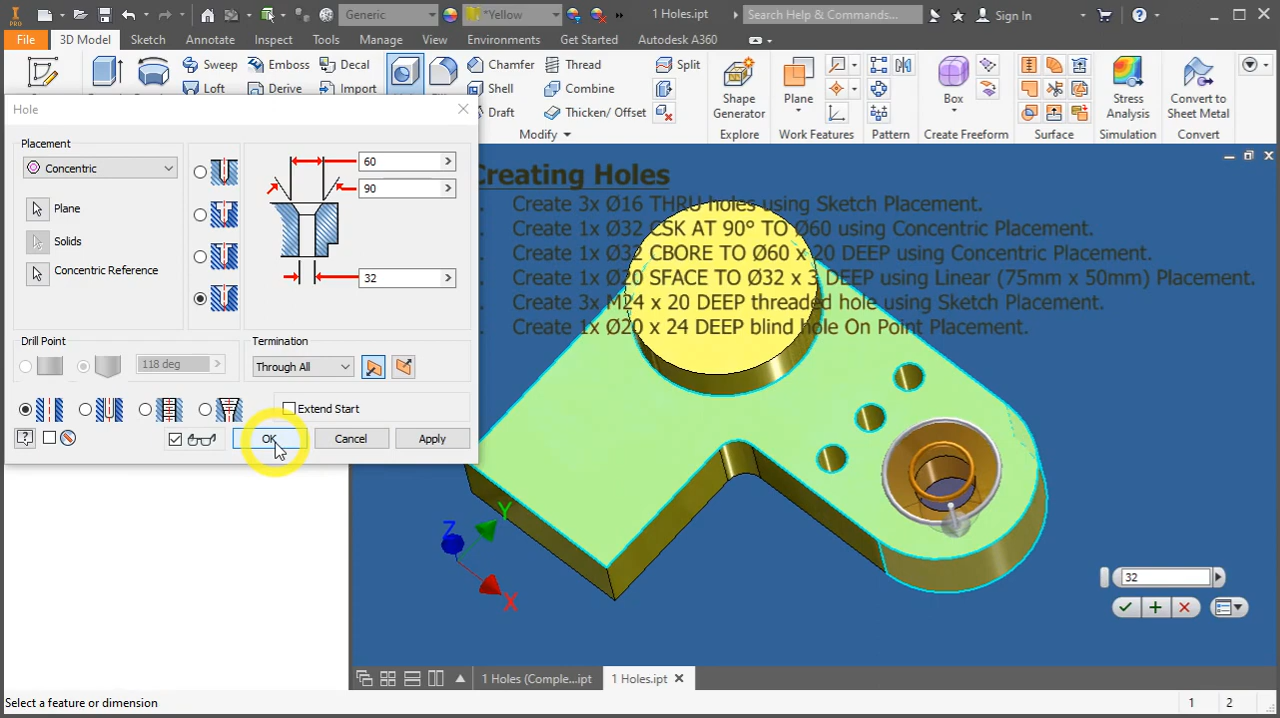 PRO
Generic
*Yellow
1 Holes.ipt
Search Help & Commands...
Sign In
File
3D Model
Sketch
Annotate
Inspect
Tools
Manage
View
Environments
Get Started
Autodesk A360
Sweep
Emboss
Decal
Loft
Derive
Import
Chamfer
Thread
Split
Shell
Combine
Draft
Thicken/ Offset
Modify
Shape Generator
Explore
Plane
Work Features
Pattern
Box
Create Freeform
Surface
Stress Analysis
Simulation
Convert to Sheet Metal
Convert
Hole
Placement
Concentric
Plane
Solids
Concentric Reference
60
90
32
Drill Point
118 deg
Termination
Through All
Extend Start
OK
Cancel
Apply
Creating Holes
Create 3x Ø16 THRU holes using Sketch Placement.
Create 1x Ø32 CSK AT 90° TO Ø60 using Concentric Placement.
Create 1x Ø32 CBORE TO Ø60 x 20 DEEP using Concentric Placement.
Create 1x Ø20 SFACE TO Ø32 x 3 DEEP using Linear (75mm x 50mm) Placement.
Create 3x M24 x 20 DEEP threaded hole using Sketch Placement.
Create 1x Ø20 x 24 DEEP blind hole On Point Placement.
Z
Y
X
32
1 Holes (Comple...ipt
1 Holes.ipt
Select a feature or dimension
1
2